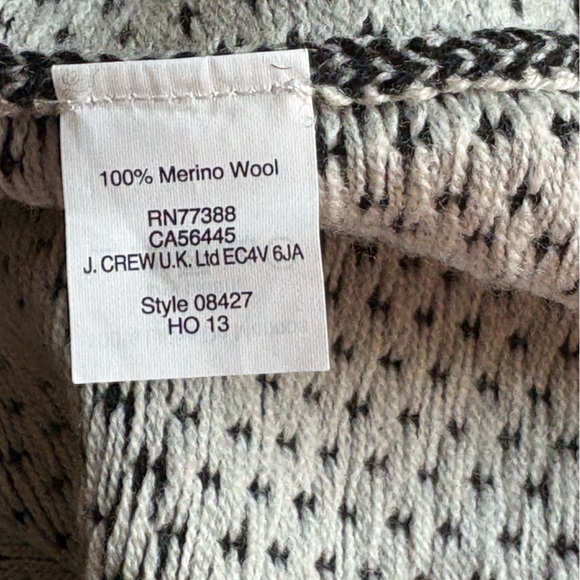 100% Merino Wool
RN77388
CA56445
J. CREW U.K. Ltd EC4V 6JA
Style 08427
HO 13